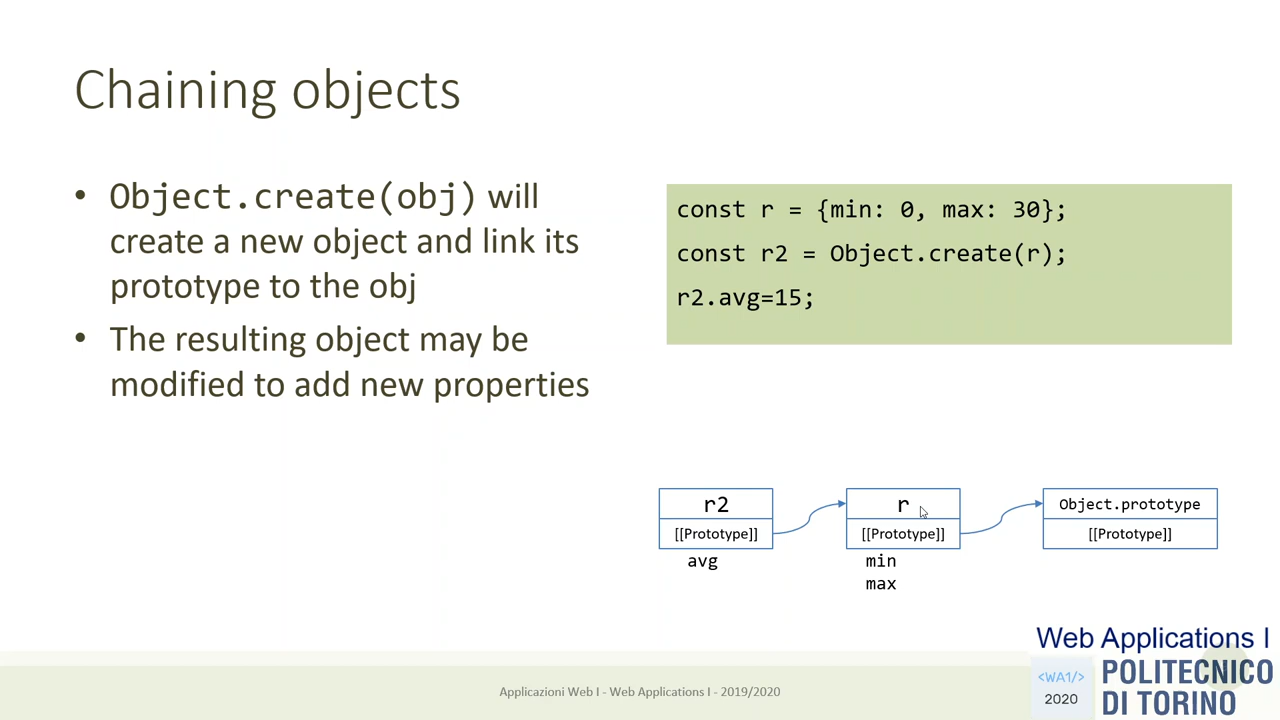 Chaining objects
• Object.create(obj) will
create a new object and link its
prototype to the obj
• The resulting object may be
modified to add new properties
const r = {min: 0, max: 30};
const r2 = Object.create(r);
r2.avg=15;
r2
[[Prototype]]
avg
r
[[Prototype]]
min
max
Object.prototype
[[Prototype]]
Applicazioni Web I - Web Applications I - 2019/2020
Web Applications I
<WA1/>
2020
POLITECNICO
DI TORINO